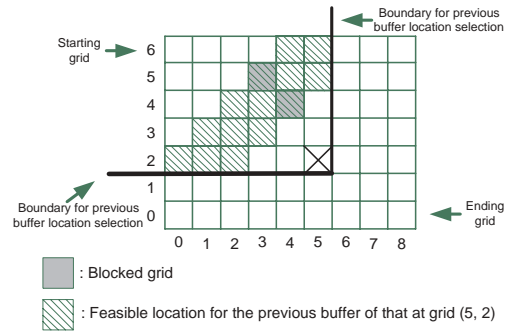 Boundary for previous
buffer location selection
Starting
grid
6
5
4
3
2
1
0
Boundary for previous
buffer location selection
Ending
grid
0 1 2 3 4 5 6 7 8
: Blocked grid
: Feasible location for the previous buffer of that at grid (5, 2)